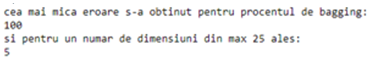 cea mai mica eroare s-a obtinut pentru procentul de bagging:
100
si pentru un numar de dimensiuni din max 25 ales:
5